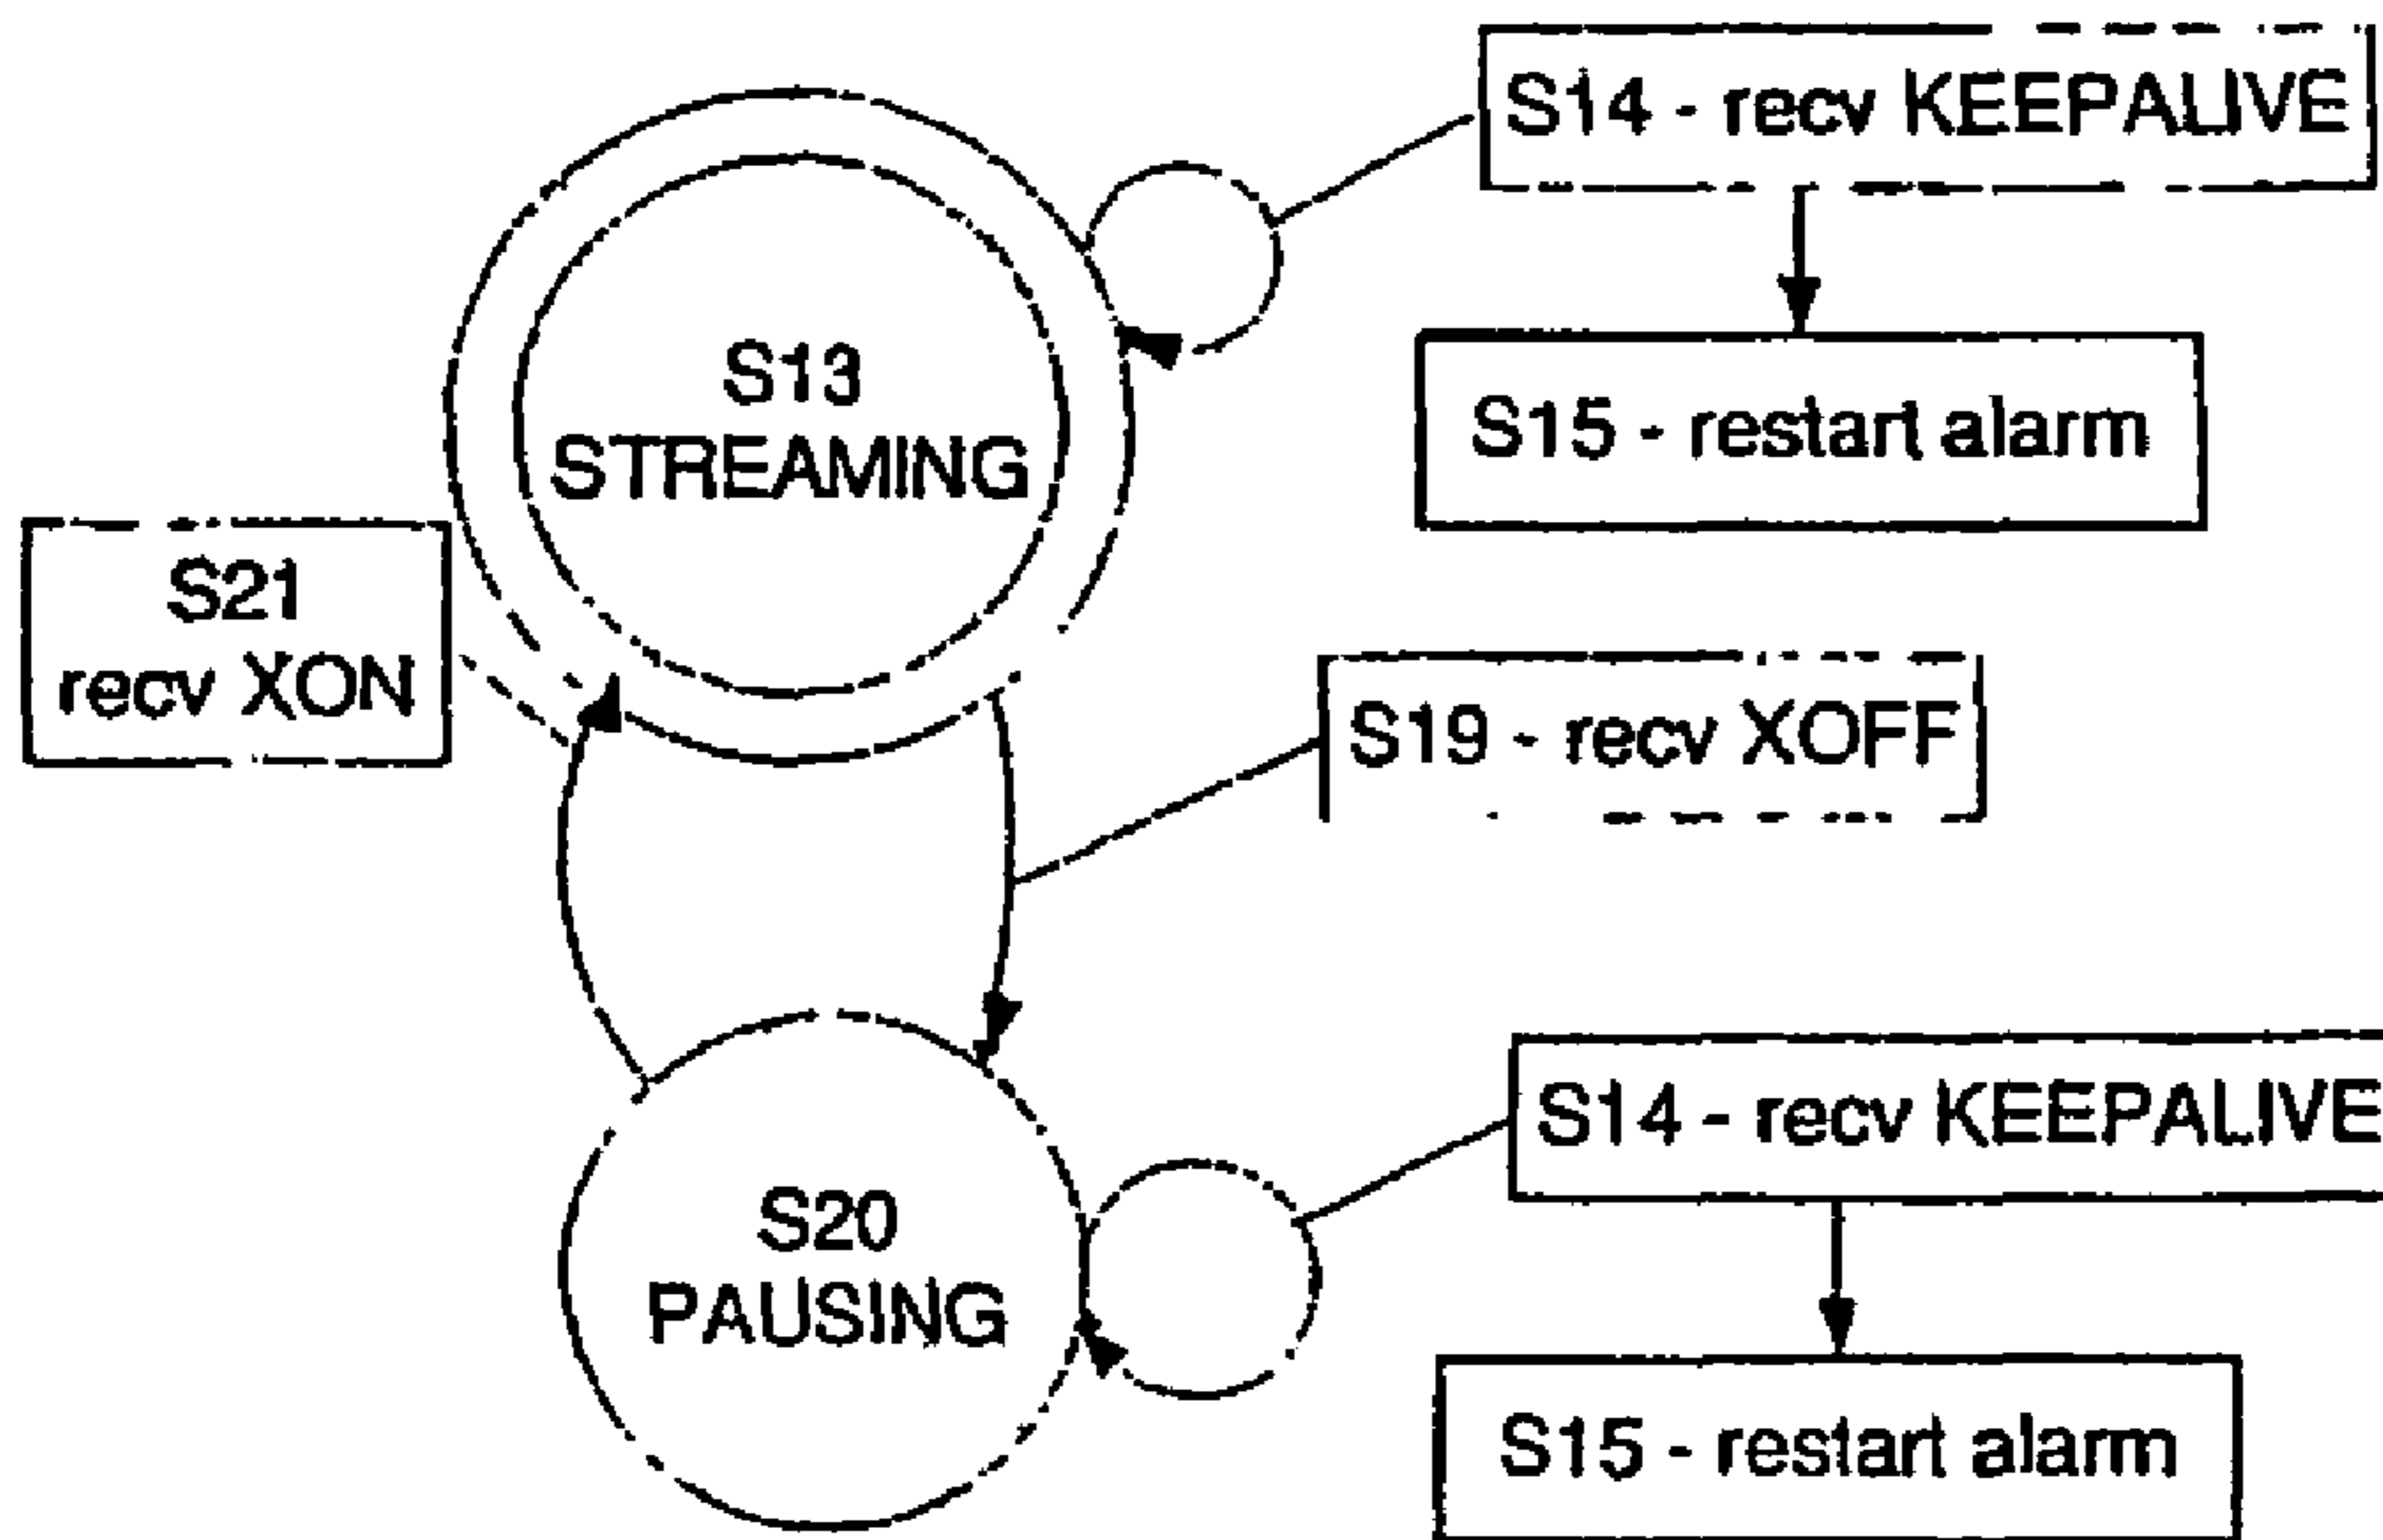 S14 - recv KEEPALIVE
S13
STREAMING
S15 - restart alarm
S21
recv XON
S19 - recv XOFF
S14 - recv KEEPALIVE
S20
PAUSING
S15 - restart alarm